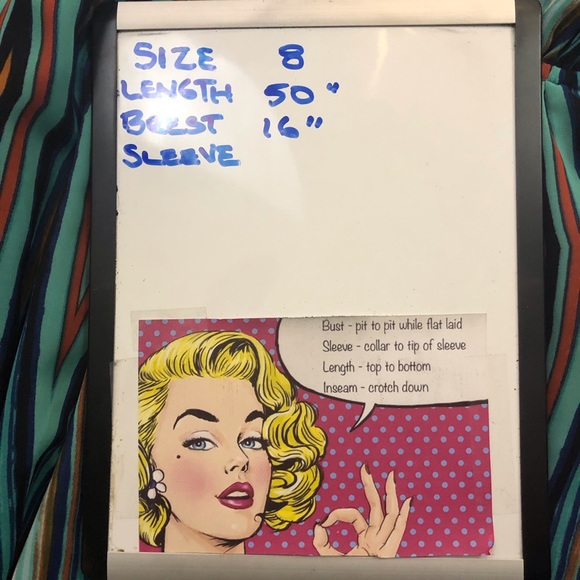 SIZE 8
LENGTH 50"
BREST 16"
SLEEVE
Bust - pit to pit while flat laid
Sleeve - collar to tip of sleeve
Length - top to bottom
Inseam - crotch down